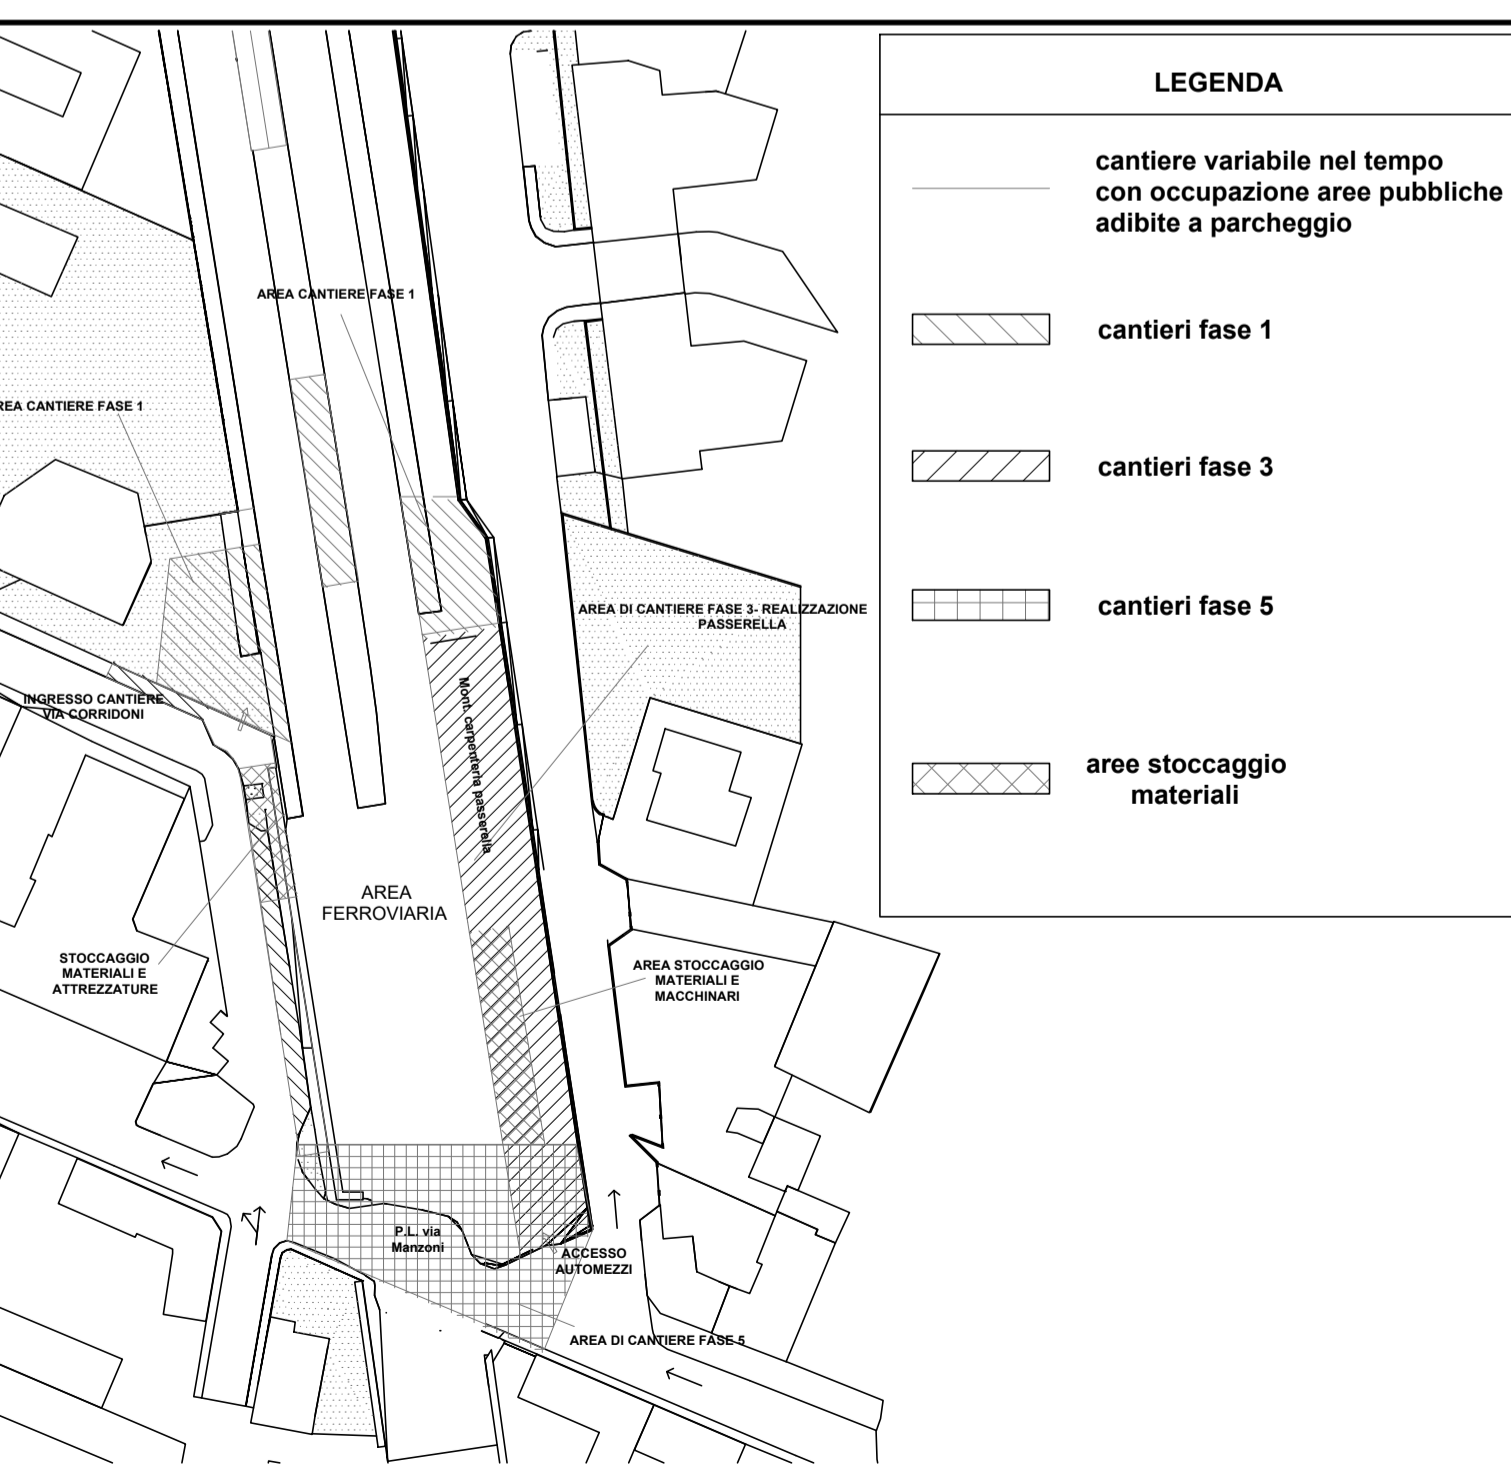 LEGENDA
cantiere variabile nel tempo
con occupazione aree pubbliche
adibite a parcheggio
cantieri fase 1
cantieri fase 3
cantieri fase 5
aree stoccaggio
materiali
AREA CANTIERE FASE 1
REA CANTIERE FASE 1
AREA DI CANTIERE FASE 3- REALIZZAZIONE
PASSERELLA
INGRESSO CANTIERE
VIA CORRIDONI
Mont. carpenteria passerella
AREA
FERROVIARIA
STOCCAGGIO
MATERIALI E
ATTREZZATURE
AREA STOCCAGGIO
MATERIALI E
MACCHINARI
P.L. via
Manzoni
ACCESSO
AUTOMEZZI
AREA DI CANTIERE FASE 5